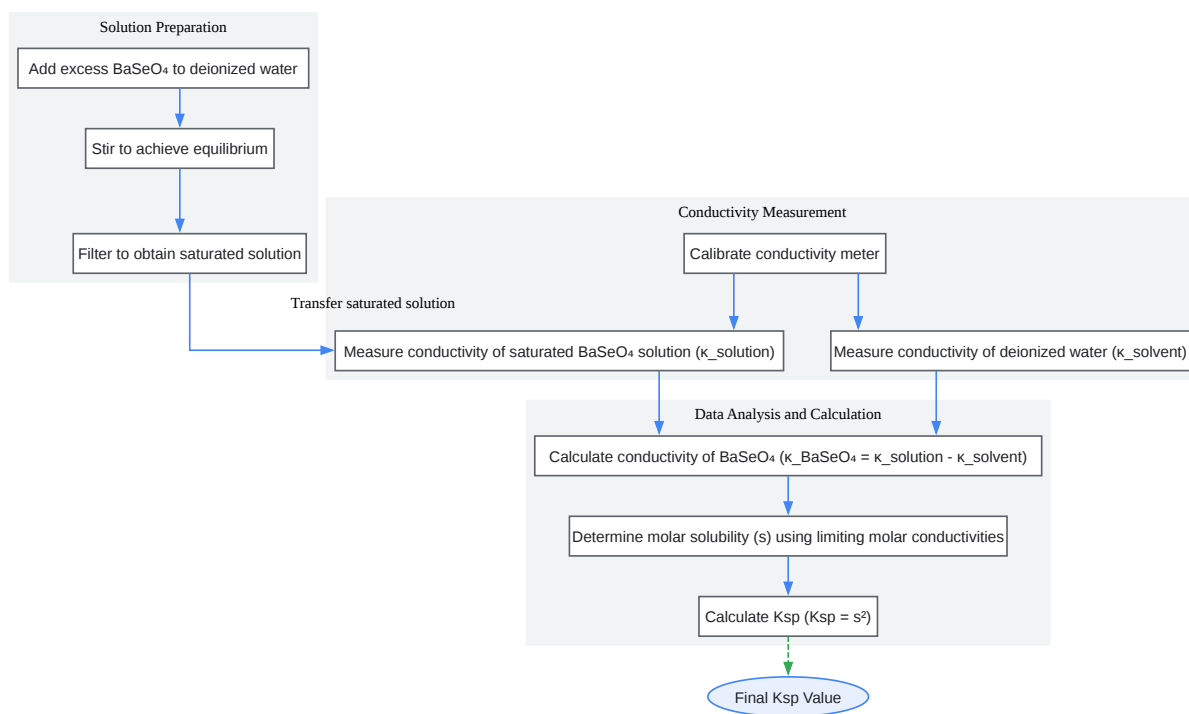 Solution Preparation
Add excess BaSeO₄ to deionized water
Stir to achieve equilibrium
Filter to obtain saturated solution
Transfer saturated solution
Conductivity Measurement
Calibrate conductivity meter
Measure conductivity of saturated BaSeO₄ solution (κ_solution)
Measure conductivity of deionized water (κ_solvent)
Data Analysis and Calculation
Calculate conductivity of BaSeO₄ (κ_BaSeO₄ = κ_solution - κ_solvent)
Determine molar solubility (s) using limiting molar conductivities
Calculate Ksp (Ksp = s²)
Final Ksp Value